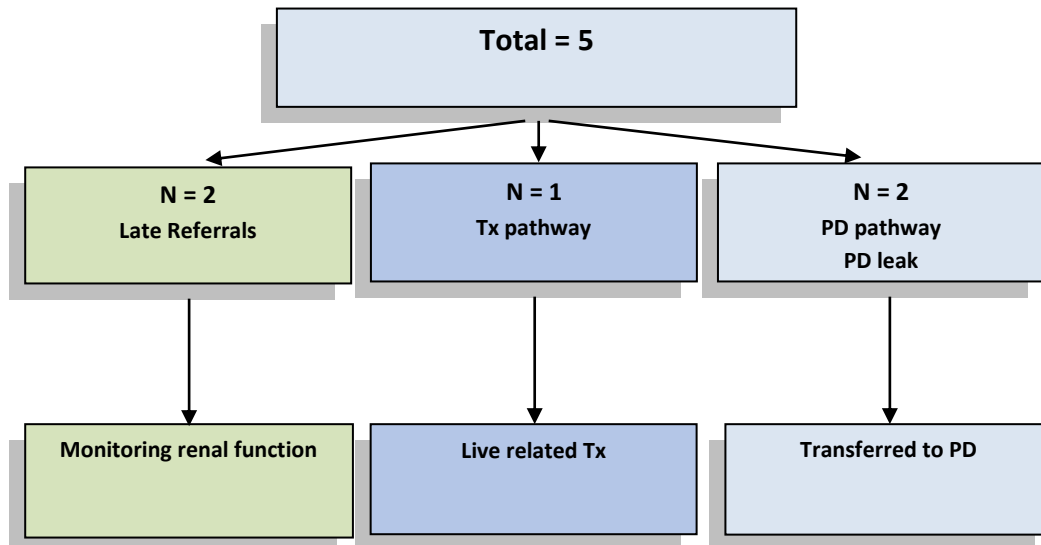 Total = 5
N = 2
Late Referrals
N = 1
Tx pathway
N = 2
PD pathway
PD leak
Monitoring renal function
Live related Tx
Transferred to PD